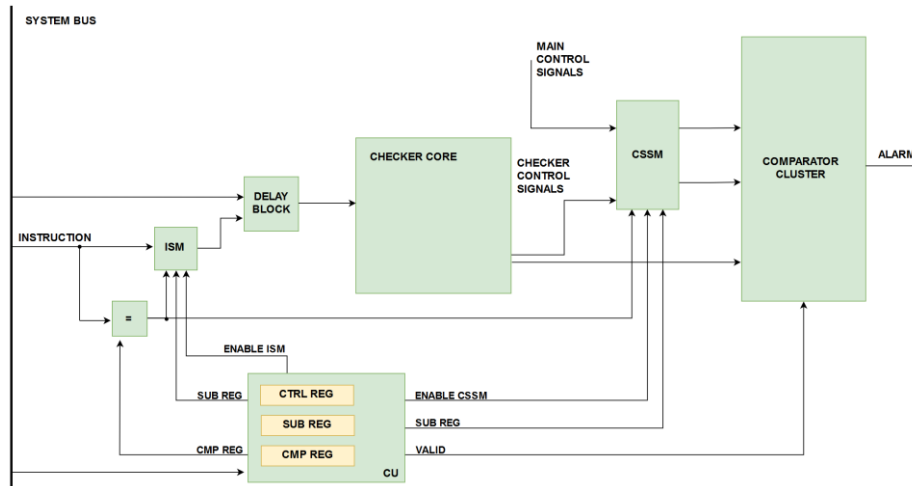 SYSTEM BUS
MAIN
CONTROL
SIGNALS
CHECKER CORE
CSSM
COMPARATOR
CLUSTER
ALARM
CHECKER
CONTROL
SIGNALS
DELAY
BLOCK
INSTRUCTION
ISM
=
ENABLE ISM
SUB REG
CTRL REG
ENABLE CSSM
SUB REG
SUB REG
CMP REG
CMP REG
VALID
CU